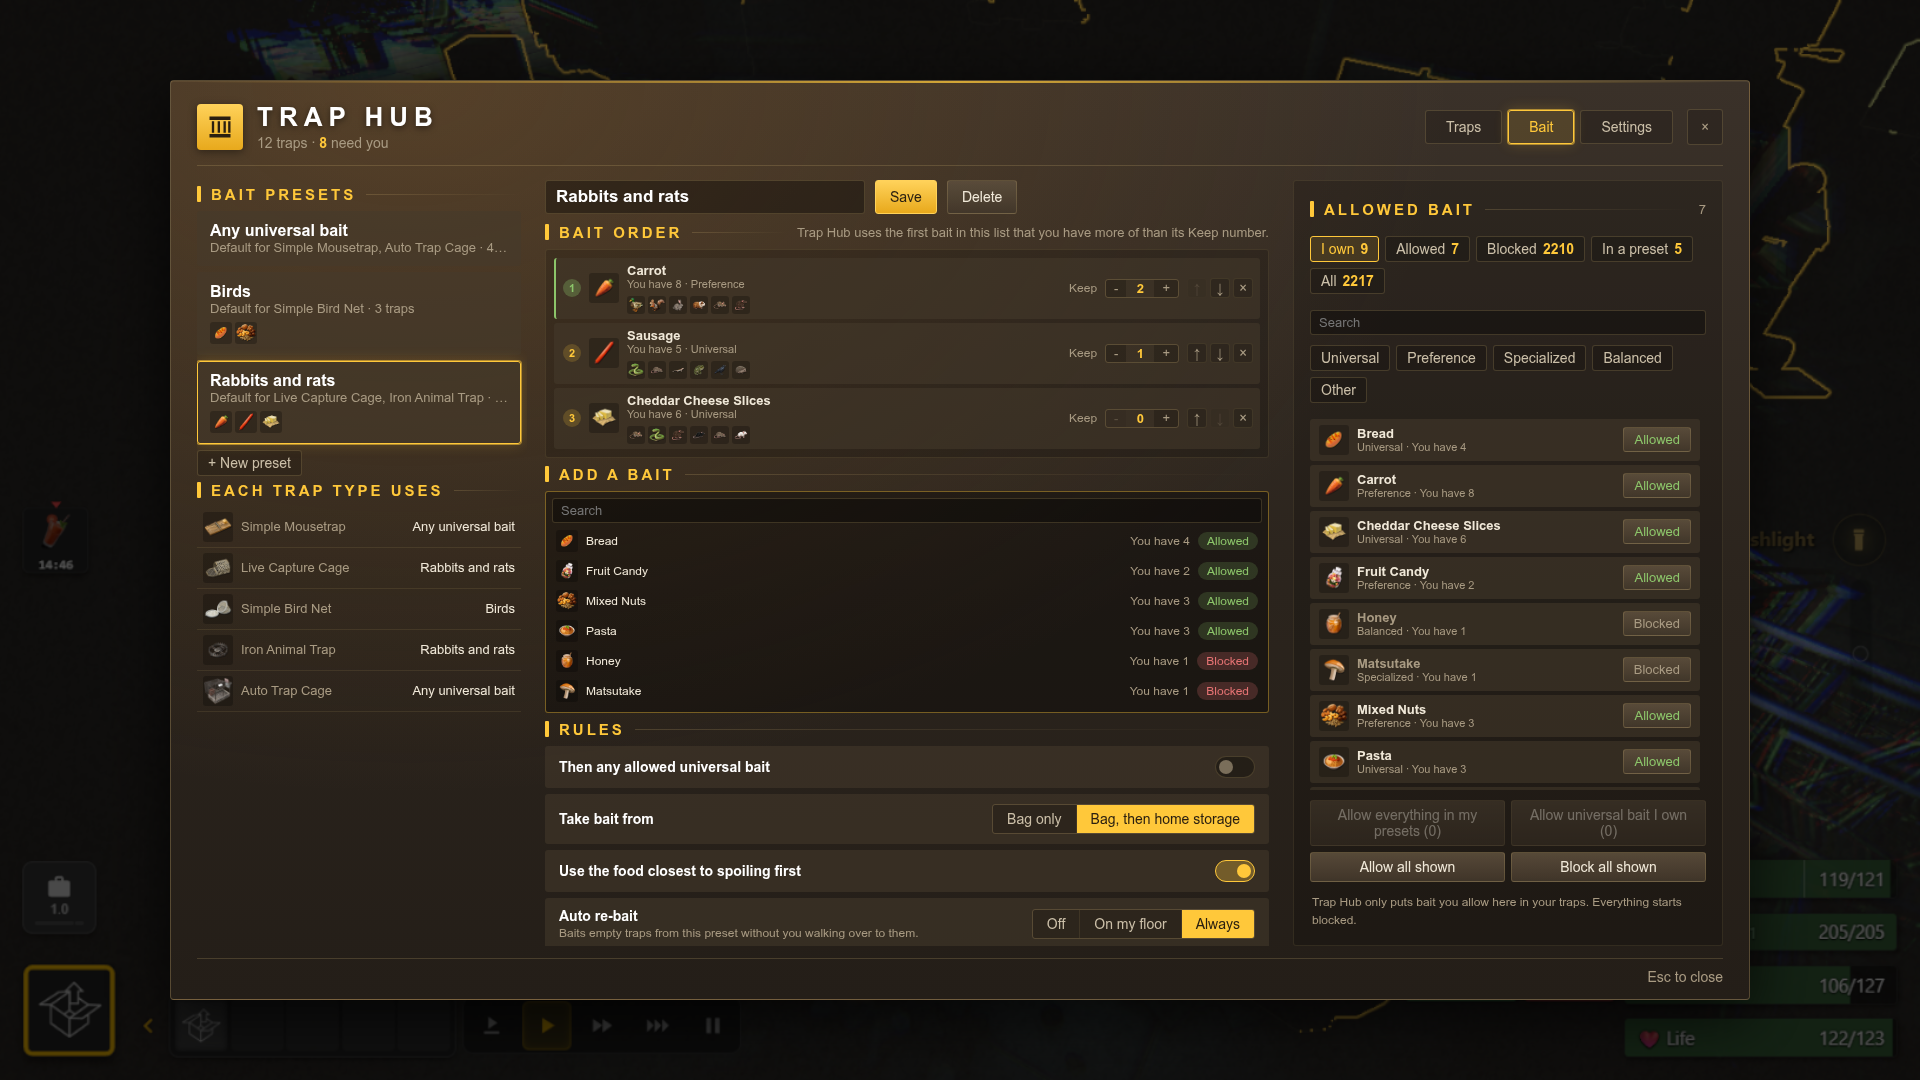 TRAP HUB
12 traps · 8 need you
Traps
Bait
Settings
×
BAIT PRESETS
Any universal bait
Default for Simple Mousetrap, Auto Trap Cage · 4…
Birds
Default for Simple Bird Net · 3 traps
Rabbits and rats
Default for Live Capture Cage, Iron Animal Trap · …
+ New preset
EACH TRAP TYPE USES
Simple Mousetrap Any universal bait
Live Capture Cage Rabbits and rats
Simple Bird Net Birds
Iron Animal Trap Rabbits and rats
Auto Trap Cage Any universal bait
Rabbits and rats
Save
Delete
BAIT ORDER
Trap Hub uses the first bait in this list that you have more of than its Keep number.
1
Carrot
You have 8 · Preference
Keep - 2 + ↑ ↓ ×
2
Sausage
You have 5 · Universal
Keep - 1 + ↑ ↓ ×
3
Cheddar Cheese Slices
You have 6 · Universal
Keep - 0 + ↑ ↓ ×
ADD A BAIT
Search
Bread You have 4 Allowed
Fruit Candy You have 2 Allowed
Mixed Nuts You have 3 Allowed
Pasta You have 3 Allowed
Honey You have 1 Blocked
Matsutake You have 1 Blocked
RULES
Then any allowed universal bait
Take bait from
Bag only
Bag, then home storage
Use the food closest to spoiling first
Auto re-bait
Baits empty traps from this preset without you walking over to them.
Off
On my floor
Always
ALLOWED BAIT
7
I own 9
Allowed 7
Blocked 2210
In a preset 5
All 2217
Search
Universal
Preference
Specialized
Balanced
Other
Bread
Universal · You have 4
Allowed
Carrot
Preference · You have 8
Allowed
Cheddar Cheese Slices
Universal · You have 6
Allowed
Fruit Candy
Preference · You have 2
Allowed
Honey
Balanced · You have 1
Blocked
Matsutake
Specialized · You have 1
Blocked
Mixed Nuts
Preference · You have 3
Allowed
Pasta
Universal · You have 3
Allowed
Allow everything in my
presets (0)
Allow universal bait I own
(0)
Allow all shown
Block all shown
Trap Hub only puts bait you allow here in your traps. Everything starts
blocked.
Esc to close
14:46
1.0
shlight
119/121
205/205
106/127
Life 122/123